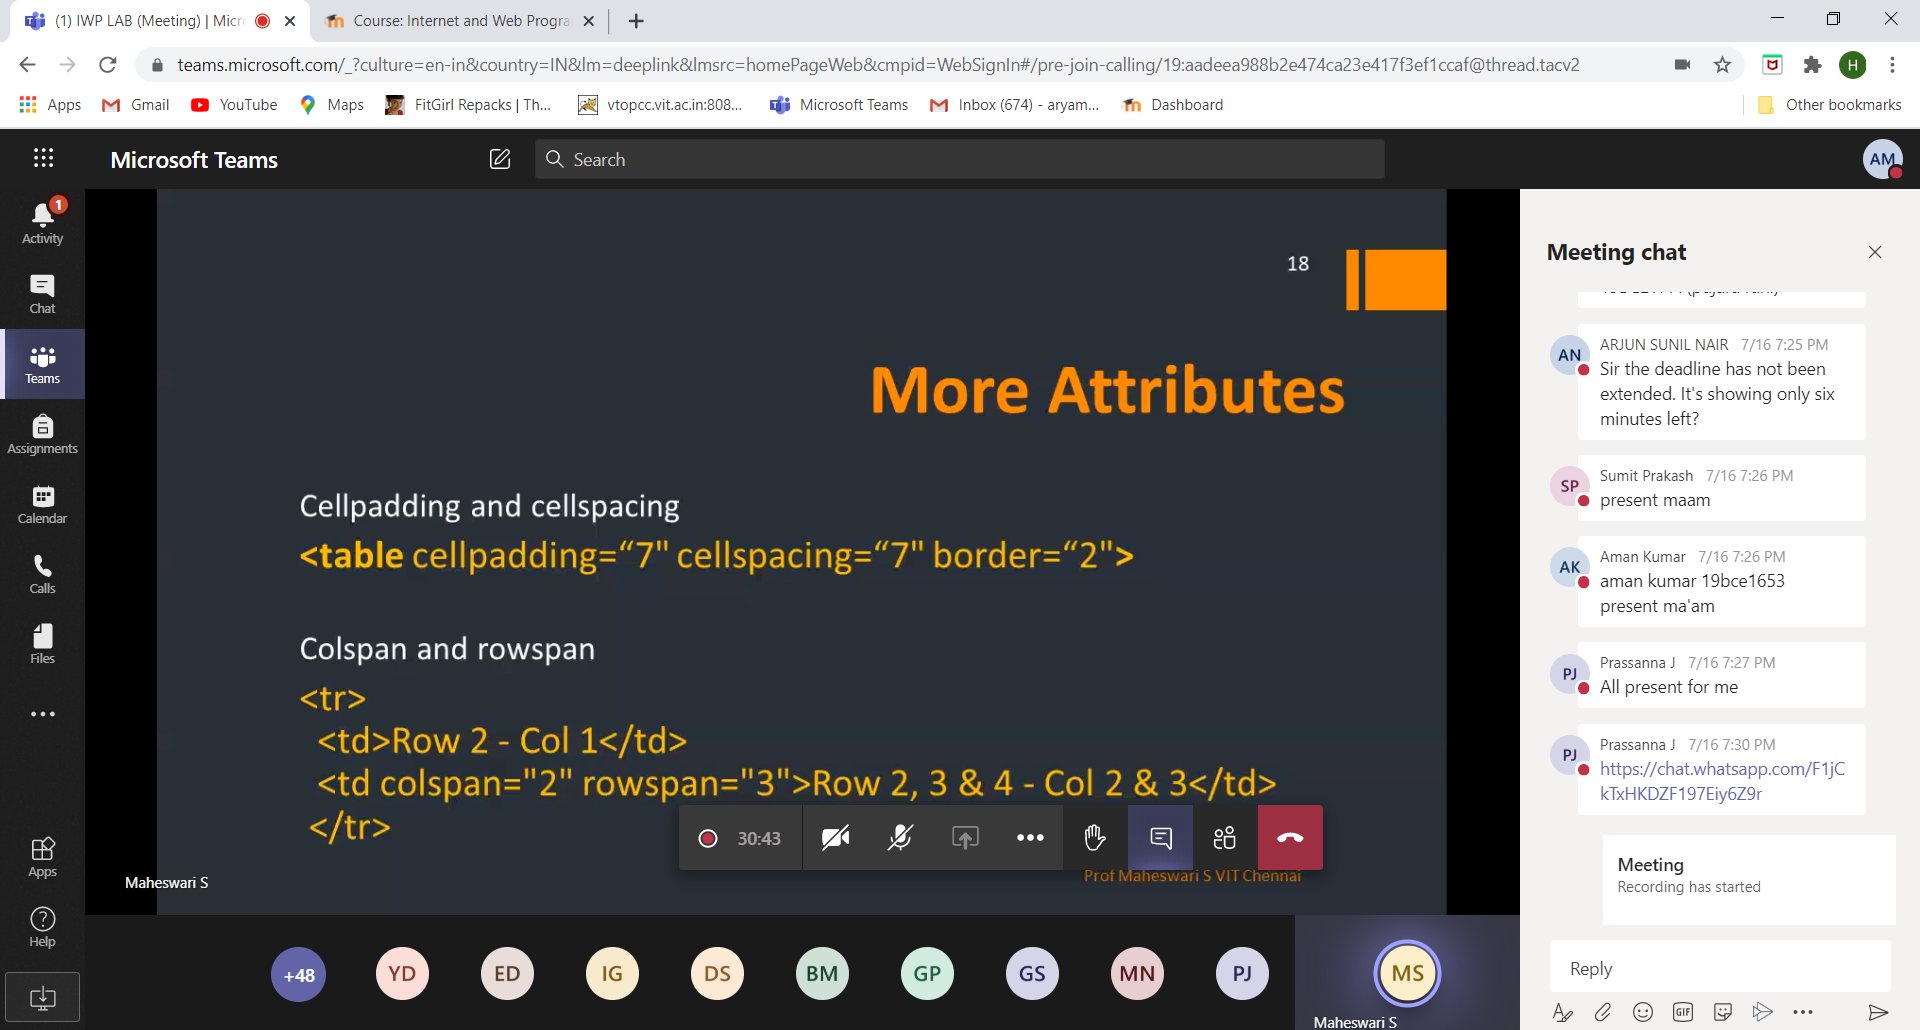 (1) IWP LAB (Meeting) | Micr
Course: Internet and Web Progra
teams.microsoft.com/_?culture=en-in&country=IN&lm=deeplink&lmsrc=homePageWeb&cmpid=WebSignIn#/pre-join-calling/19:aadeea988b2e474ca23e417f3ef1ccaf@thread.tacv2
H
Apps
Gmail
YouTube
Maps
FitGirl Repacks | Th...
vtopcc.vit.ac.in:808...
Microsoft Teams
Inbox (674) - aryam...
Dashboard
Other bookmarks
Microsoft Teams
Search
AM
1
Activity
Chat
Teams
Assignments
Calendar
Calls
Files
Apps
Help
18
More Attributes
Cellpadding and cellspacing
<table cellpadding=“7" cellspacing=“7" border=“2">
Colspan and rowspan
<tr>
<td>Row 2 - Col 1</td>
<td colspan="2" rowspan="3">Row 2, 3 & 4 - Col 2 & 3</td>
</tr>
30:43
Prof Maheswari S VIT Chennai
Maheswari S
+48
YD
ED
IG
DS
BM
GP
GS
MN
PJ
MS
Maheswari S
Meeting chat
AN
ARJUN SUNIL NAIR 7/16 7:25 PM
Sir the deadline has not been
extended. It's showing only six
minutes left?
SP
Sumit Prakash 7/16 7:26 PM
present maam
AK
Aman Kumar 7/16 7:26 PM
aman kumar 19bce1653
present ma'am
PJ
Prassanna J 7/16 7:27 PM
All present for me
PJ
Prassanna J 7/16 7:30 PM
https://chat.whatsapp.com/F1jC
kTxHKDZF197Eiy6Z9r
Meeting
Recording has started
Reply
GIF